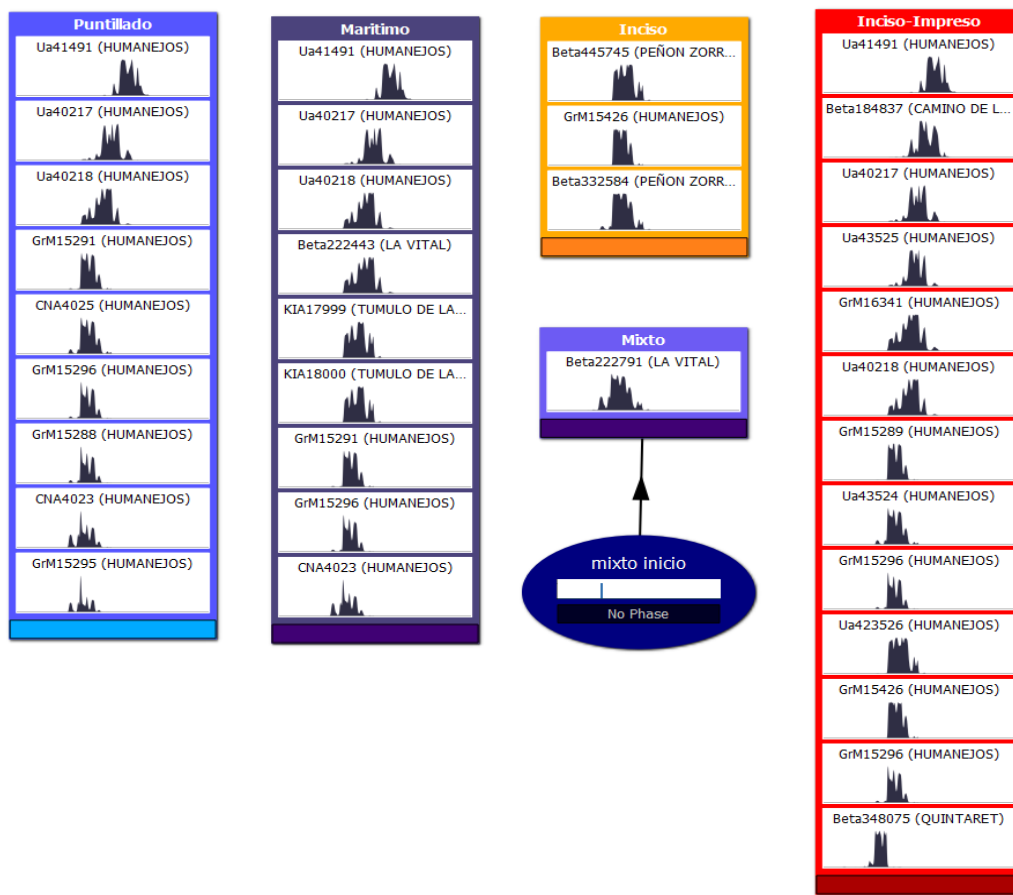 Puntillado
Ua41491 (HUMANEJOS)
Ua40217 (HUMANEJOS)
Ua40218 (HUMANEJOS)
GrM15291 (HUMANEJOS)
CNA4025 (HUMANEJOS)
GrM15296 (HUMANEJOS)
GrM15288 (HUMANEJOS)
CNA4023 (HUMANEJOS)
GrM15295 (HUMANEJOS)
Maritimo
Ua41491 (HUMANEJOS)
Ua40217 (HUMANEJOS)
Ua40218 (HUMANEJOS)
Beta222443 (LA VITAL)
KIA17999 (TUMULO DE LA...
KIA18000 (TUMULO DE LA...
GrM15291 (HUMANEJOS)
GrM15296 (HUMANEJOS)
CNA4023 (HUMANEJOS)
Inciso
Beta445745 (PEÑON ZORR...
GrM15426 (HUMANEJOS)
Beta332584 (PEÑON ZORR...
Mixto
Beta222791 (LA VITAL)
mixto inicio
No Phase
Inciso-Impreso
Ua41491 (HUMANEJOS)
Beta184837 (CAMINO DE L...
Ua40217 (HUMANEJOS)
Ua43525 (HUMANEJOS)
GrM16341 (HUMANEJOS)
Ua40218 (HUMANEJOS)
GrM15289 (HUMANEJOS)
Ua43524 (HUMANEJOS)
GrM15296 (HUMANEJOS)
Ua423526 (HUMANEJOS)
GrM15426 (HUMANEJOS)
GrM15296 (HUMANEJOS)
Beta348075 (QUINTARET)